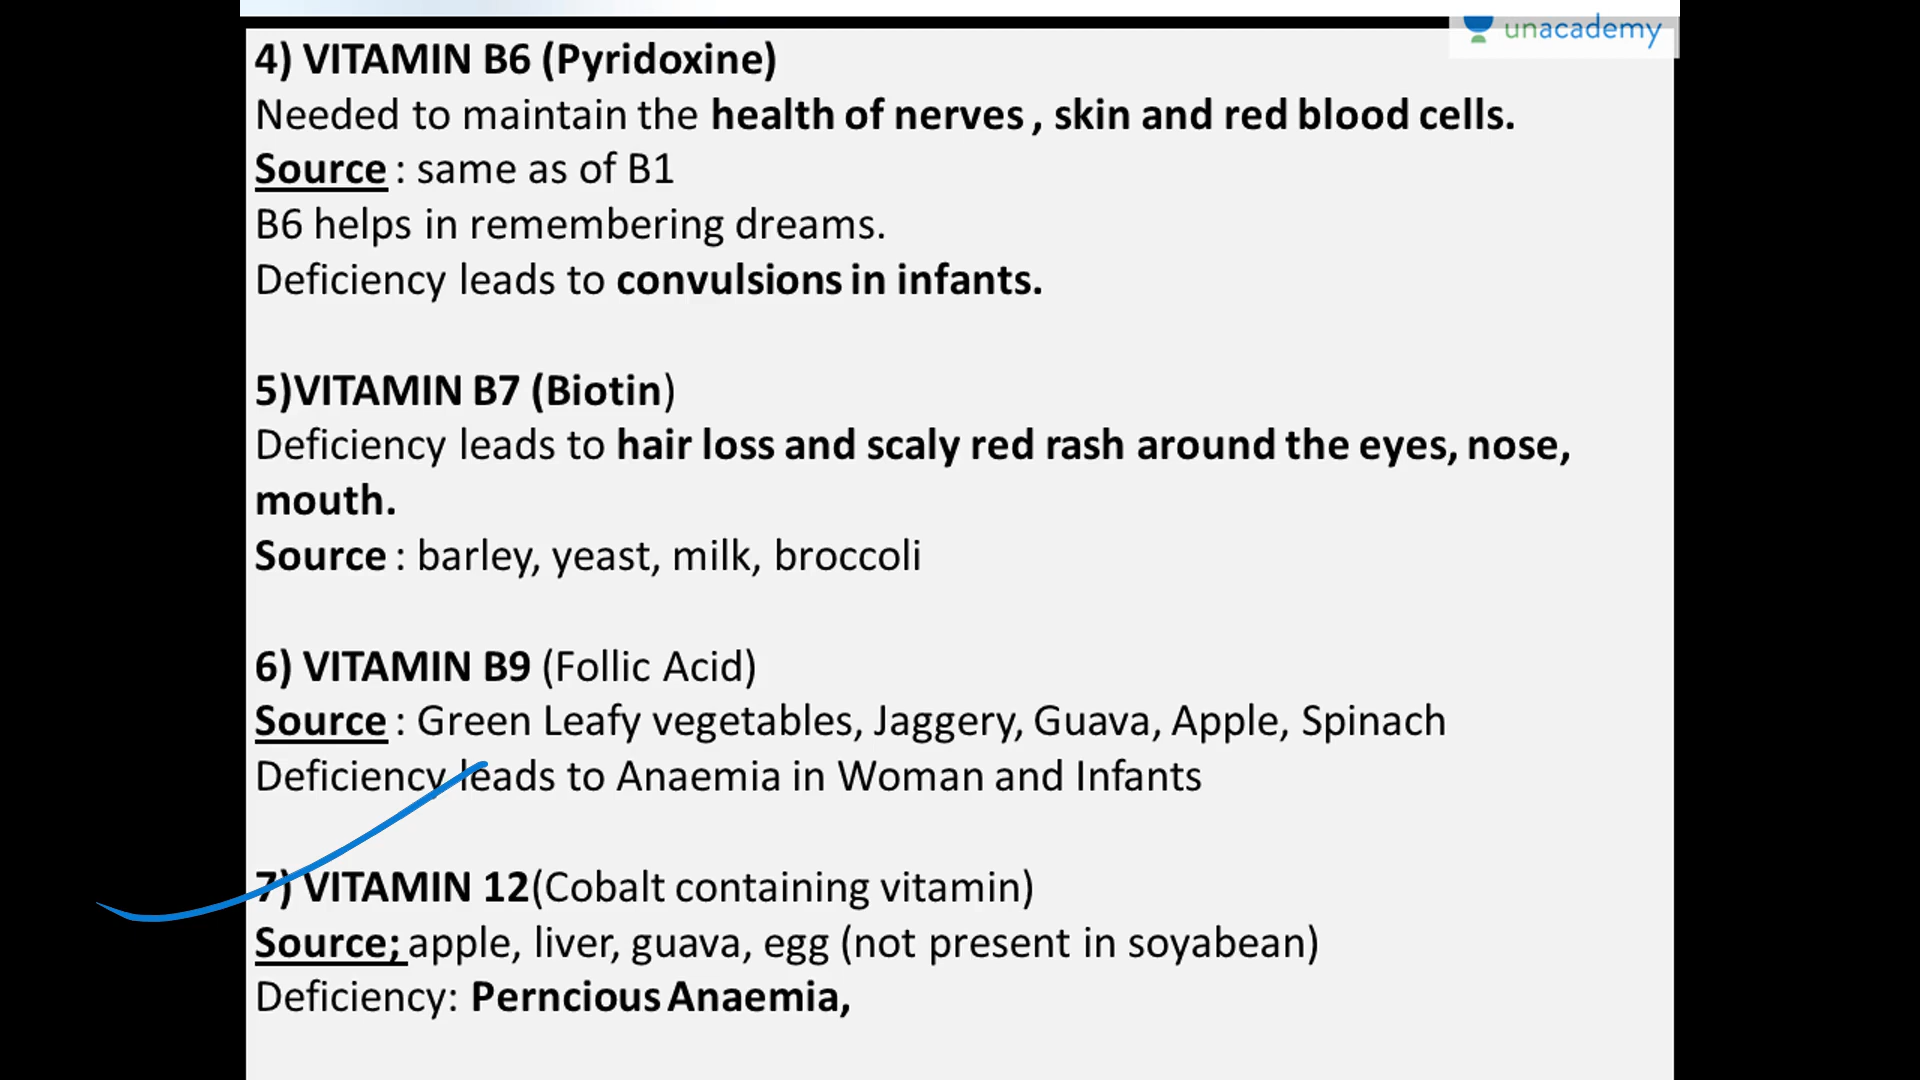 unacademy
4) VITAMIN B6 (Pyridoxine)
Needed to maintain the health of nerves , skin and red blood cells.
Source : same as of B1
B6 helps in remembering dreams.
Deficiency leads to convulsions in infants.
5)VITAMIN B7 (Biotin)
Deficiency leads to hair loss and scaly red rash around the eyes, nose,
mouth.
Source : barley, yeast, milk, broccoli
6) VITAMIN B9 (Follic Acid)
Source : Green Leafy vegetables, Jaggery, Guava, Apple, Spinach
Deficiency leads to Anaemia in Woman and Infants
7) VITAMIN 12(Cobalt containing vitamin)
Source; apple, liver, guava, egg (not present in soyabean)
Deficiency: Perncious Anaemia,